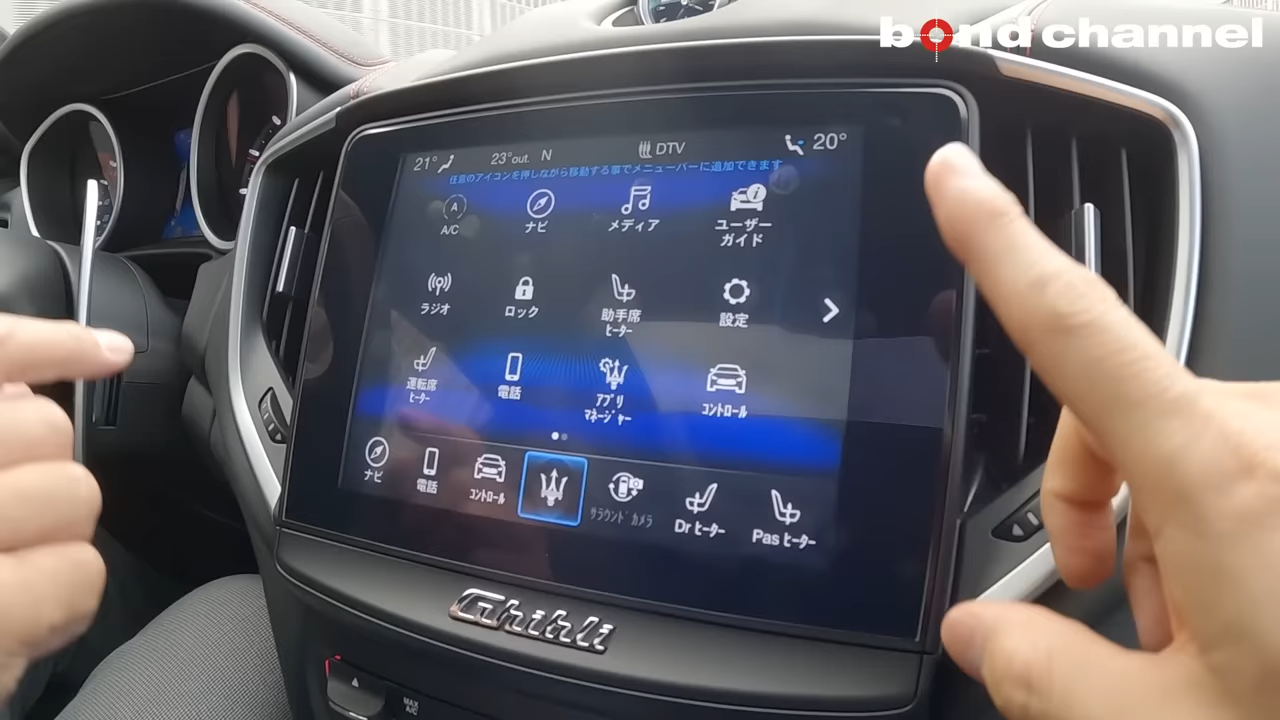 bond channel
21°
23°out.
N
DTV
20°
任意のアイコンを押しながら移動する事でメニューバーに追加できます
A
A/C
ナビ
メディア
i
ユーザー
ガイド
ラジオ
ロック
助手席
ヒーター
設定
運転席
ヒーター
電話
アプリ
マネージャー
コントロール
ナビ
電話
コントロール
サラウンドカメラ
Dr ヒーター
Pas ヒーター
Ghibli
MAX
A/C